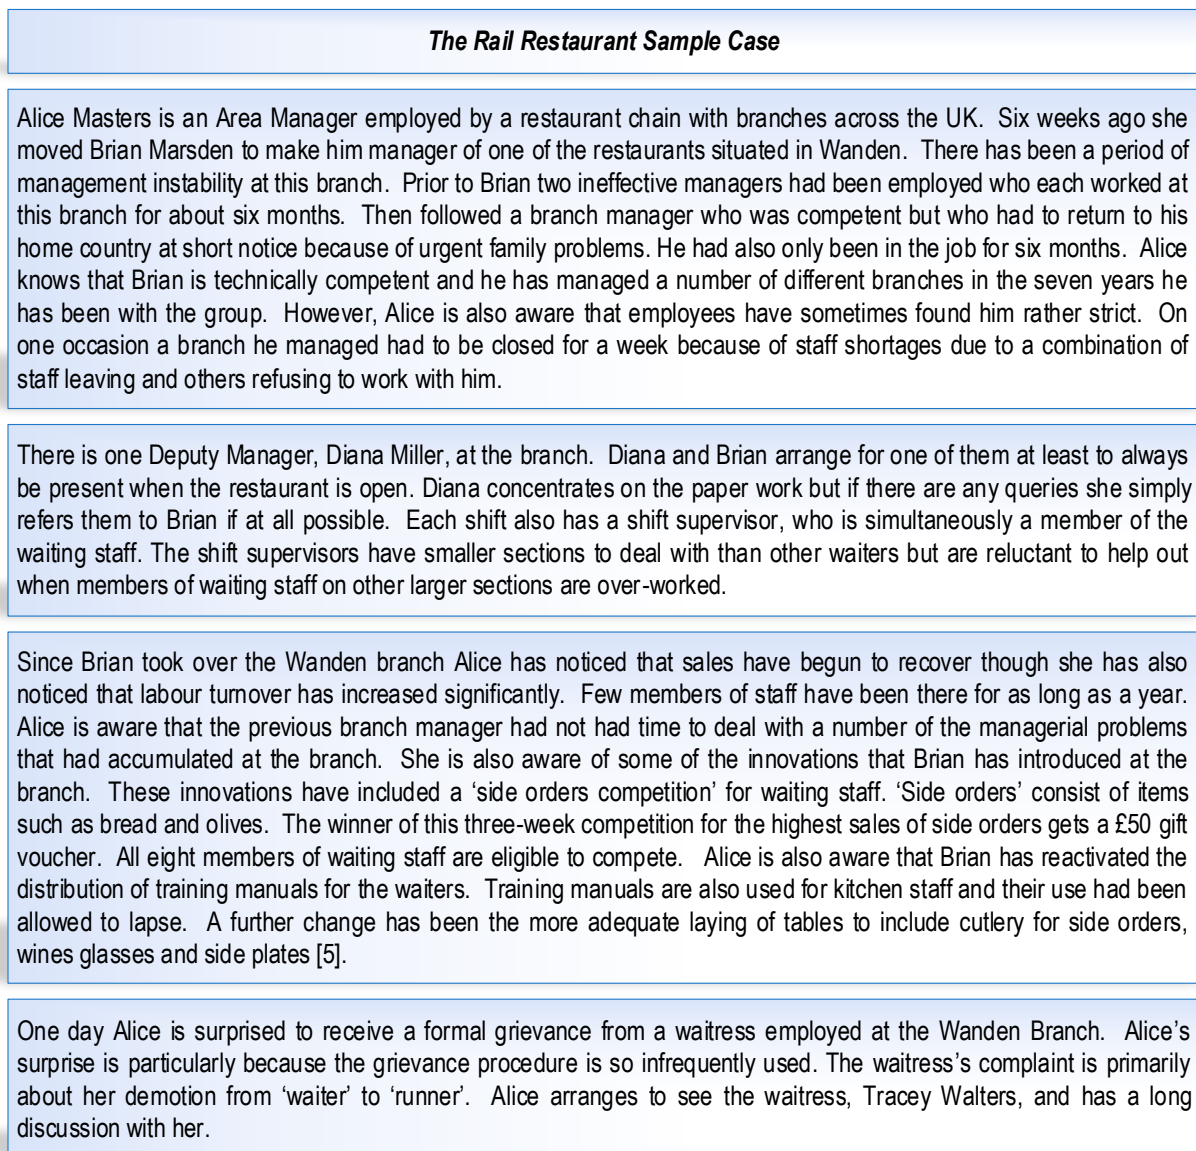 The Rail Restaurant Sample Case
Alice Masters is an Area Manager employed by a restaurant chain with branches across the UK. Six weeks ago she
moved Brian Marsden to make him manager of one of the restaurants situated in Wanden. There has been a period of
management instability at this branch. Prior to Brian two ineffective managers had been employed who each worked at
this branch for about six months. Then followed a branch manager who was competent but who had to return to his
home country at short notice because of urgent family problems. He had also only been in the job for six months. Alice
knows that Brian is technically competent and he has managed a number of different branches in the seven years he
has been with the group. However, Alice is also aware that employees have sometimes found him rather strict. On
one occasion a branch he managed had to be closed for a week because of staff shortages due to a combination of
staff leaving and others refusing to work with him.
There is one Deputy Manager, Diana Miller, at the branch. Diana and Brian arrange for one of them at least to always
be present when the restaurant is open. Diana concentrates on the paper work but if there are any queries she simply
refers them to Brian if at all possible. Each shift also has a shift supervisor, who is simultaneously a member of the
waiting staff. The shift supervisors have smaller sections to deal with than other waiters but are reluctant to help out
when members of waiting staff on other larger sections are over-worked.
Since Brian took over the Wanden branch Alice has noticed that sales have begun to recover though she has also
noticed that labour turnover has increased significantly. Few members of staff have been there for as long as a year.
Alice is aware that the previous branch manager had not had time to deal with a number of the managerial problems
that had accumulated at the branch. She is also aware of some of the innovations that Brian has introduced at the
branch. These innovations have included a ‘side orders competition’ for waiting staff. ‘Side orders’ consist of items
such as bread and olives. The winner of this three-week competition for the highest sales of side orders gets a £50 gift
voucher. All eight members of waiting staff are eligible to compete. Alice is also aware that Brian has reactivated the
distribution of training manuals for the waiters. Training manuals are also used for kitchen staff and their use had been
allowed to lapse. A further change has been the more adequate laying of tables to include cutlery for side orders,
wines glasses and side plates [5].
One day Alice is surprised to receive a formal grievance from a waitress employed at the Wanden Branch. Alice’s
surprise is particularly because the grievance procedure is so infrequently used. The waitress’s complaint is primarily
about her demotion from ‘waiter’ to ‘runner’. Alice arranges to see the waitress, Tracey Walters, and has a long
discussion with her.